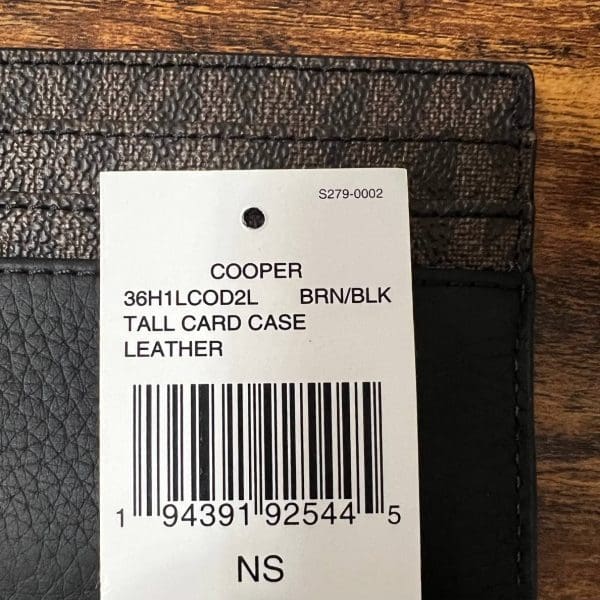 S279-0002
COOPER
36H1LCOD2L BRN/BLK
TALL CARD CASE
LEATHER
1 94391 92544 5
NS